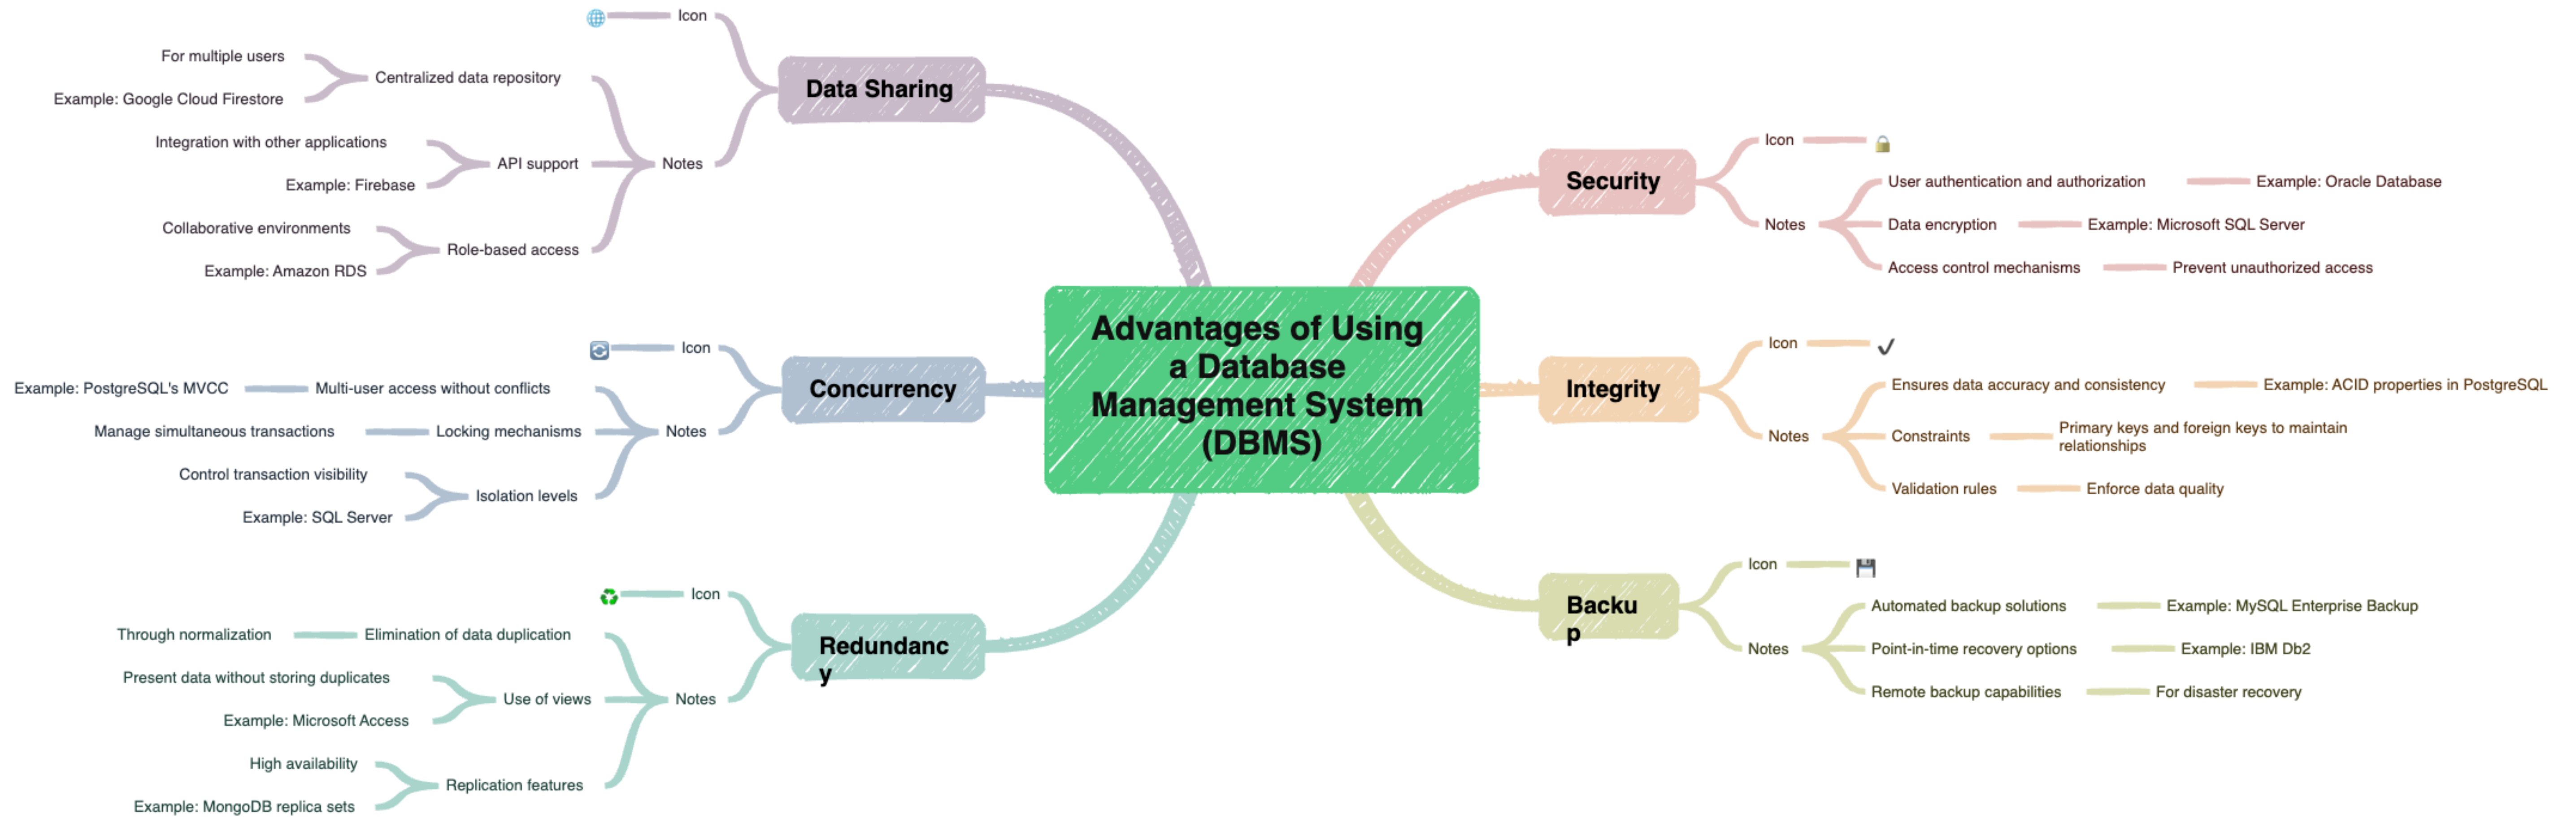 Advantages of Using
a Database
Management System
(DBMS)
Data Sharing
Icon
Notes
Centralized data repository
For multiple users
Example: Google Cloud Firestore
API support
Integration with other applications
Example: Firebase
Role-based access
Collaborative environments
Example: Amazon RDS
Concurrency
Icon
Notes
Multi-user access without conflicts
Example: PostgreSQL's MVCC
Locking mechanisms
Manage simultaneous transactions
Isolation levels
Control transaction visibility
Example: SQL Server
Redundanc
y
Icon
Notes
Elimination of data duplication
Through normalization
Use of views
Present data without storing duplicates
Example: Microsoft Access
Replication features
High availability
Example: MongoDB replica sets
Security
Icon
Notes
User authentication and authorization
Example: Oracle Database
Data encryption
Example: Microsoft SQL Server
Access control mechanisms
Prevent unauthorized access
Integrity
Icon
Notes
Ensures data accuracy and consistency
Example: ACID properties in PostgreSQL
Constraints
Primary keys and foreign keys to maintain
relationships
Validation rules
Enforce data quality
Backu
p
Icon
Notes
Automated backup solutions
Example: MySQL Enterprise Backup
Point-in-time recovery options
Example: IBM Db2
Remote backup capabilities
For disaster recovery